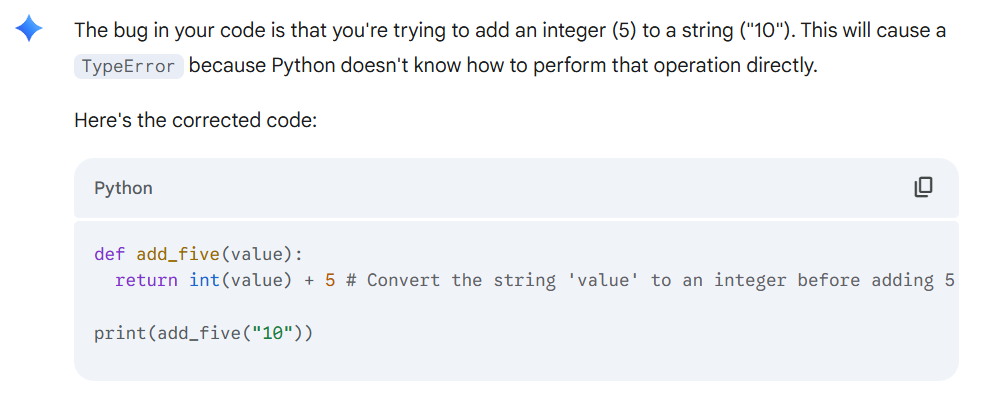 The bug in your code is that you're trying to add an integer (5) to a string ("10"). This will cause a
TypeError because Python doesn't know how to perform that operation directly.
Here's the corrected code:
Python
def add_five(value):
  return int(value) + 5 # Convert the string 'value' to an integer before adding 5
print(add_five("10"))